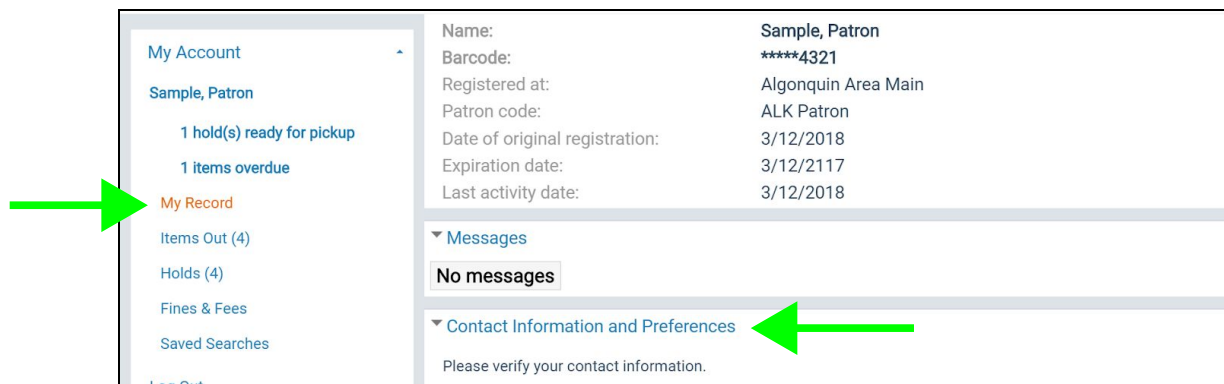 My Account
Sample, Patron
1 hold(s) ready for pickup
1 items overdue
My Record
Items Out (4)
Holds (4)
Fines & Fees
Saved Searches
Name: Sample, Patron
Barcode: *****4321
Registered at: Algonquin Area Main
Patron code: ALK Patron
Date of original registration: 3/12/2018
Expiration date: 3/12/2117
Last activity date: 3/12/2018
Messages
No messages
Contact Information and Preferences
Please verify your contact information.